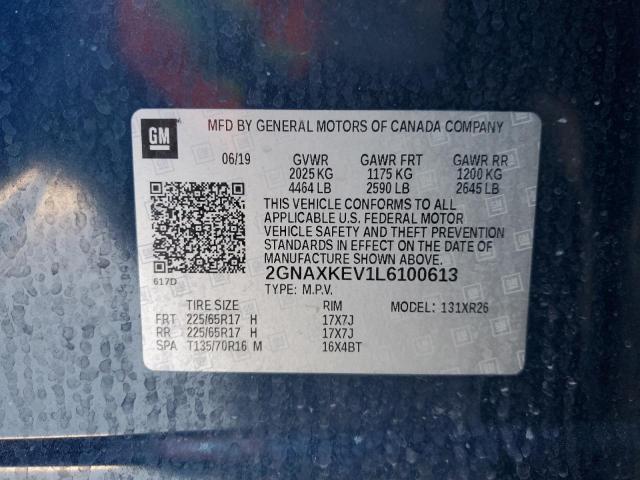 GM
MFD BY GENERAL MOTORS OF CANADA COMPANY
06/19 GVWR GAWR FRT GAWR RR
2025 KG 1175 KG 1200 KG
4464 LB 2590 LB 2645 LB
THIS VEHICLE CONFORMS TO ALL
APPLICABLE U.S. FEDERAL MOTOR
VEHICLE SAFETY AND THEFT PREVENTION
STANDARDS IN EFFECT ON THE DATE OF
MANUFACTURE SHOWN ABOVE.
617D 2GNAXKEV1L6100613
TYPE: M.P.V.
TIRE SIZE RIM MODEL: 131XR26
FRT 225/65R17 H 17X7J
RR 225/65R17 H 17X7J
SPA T135/70R16 M 16X4BT